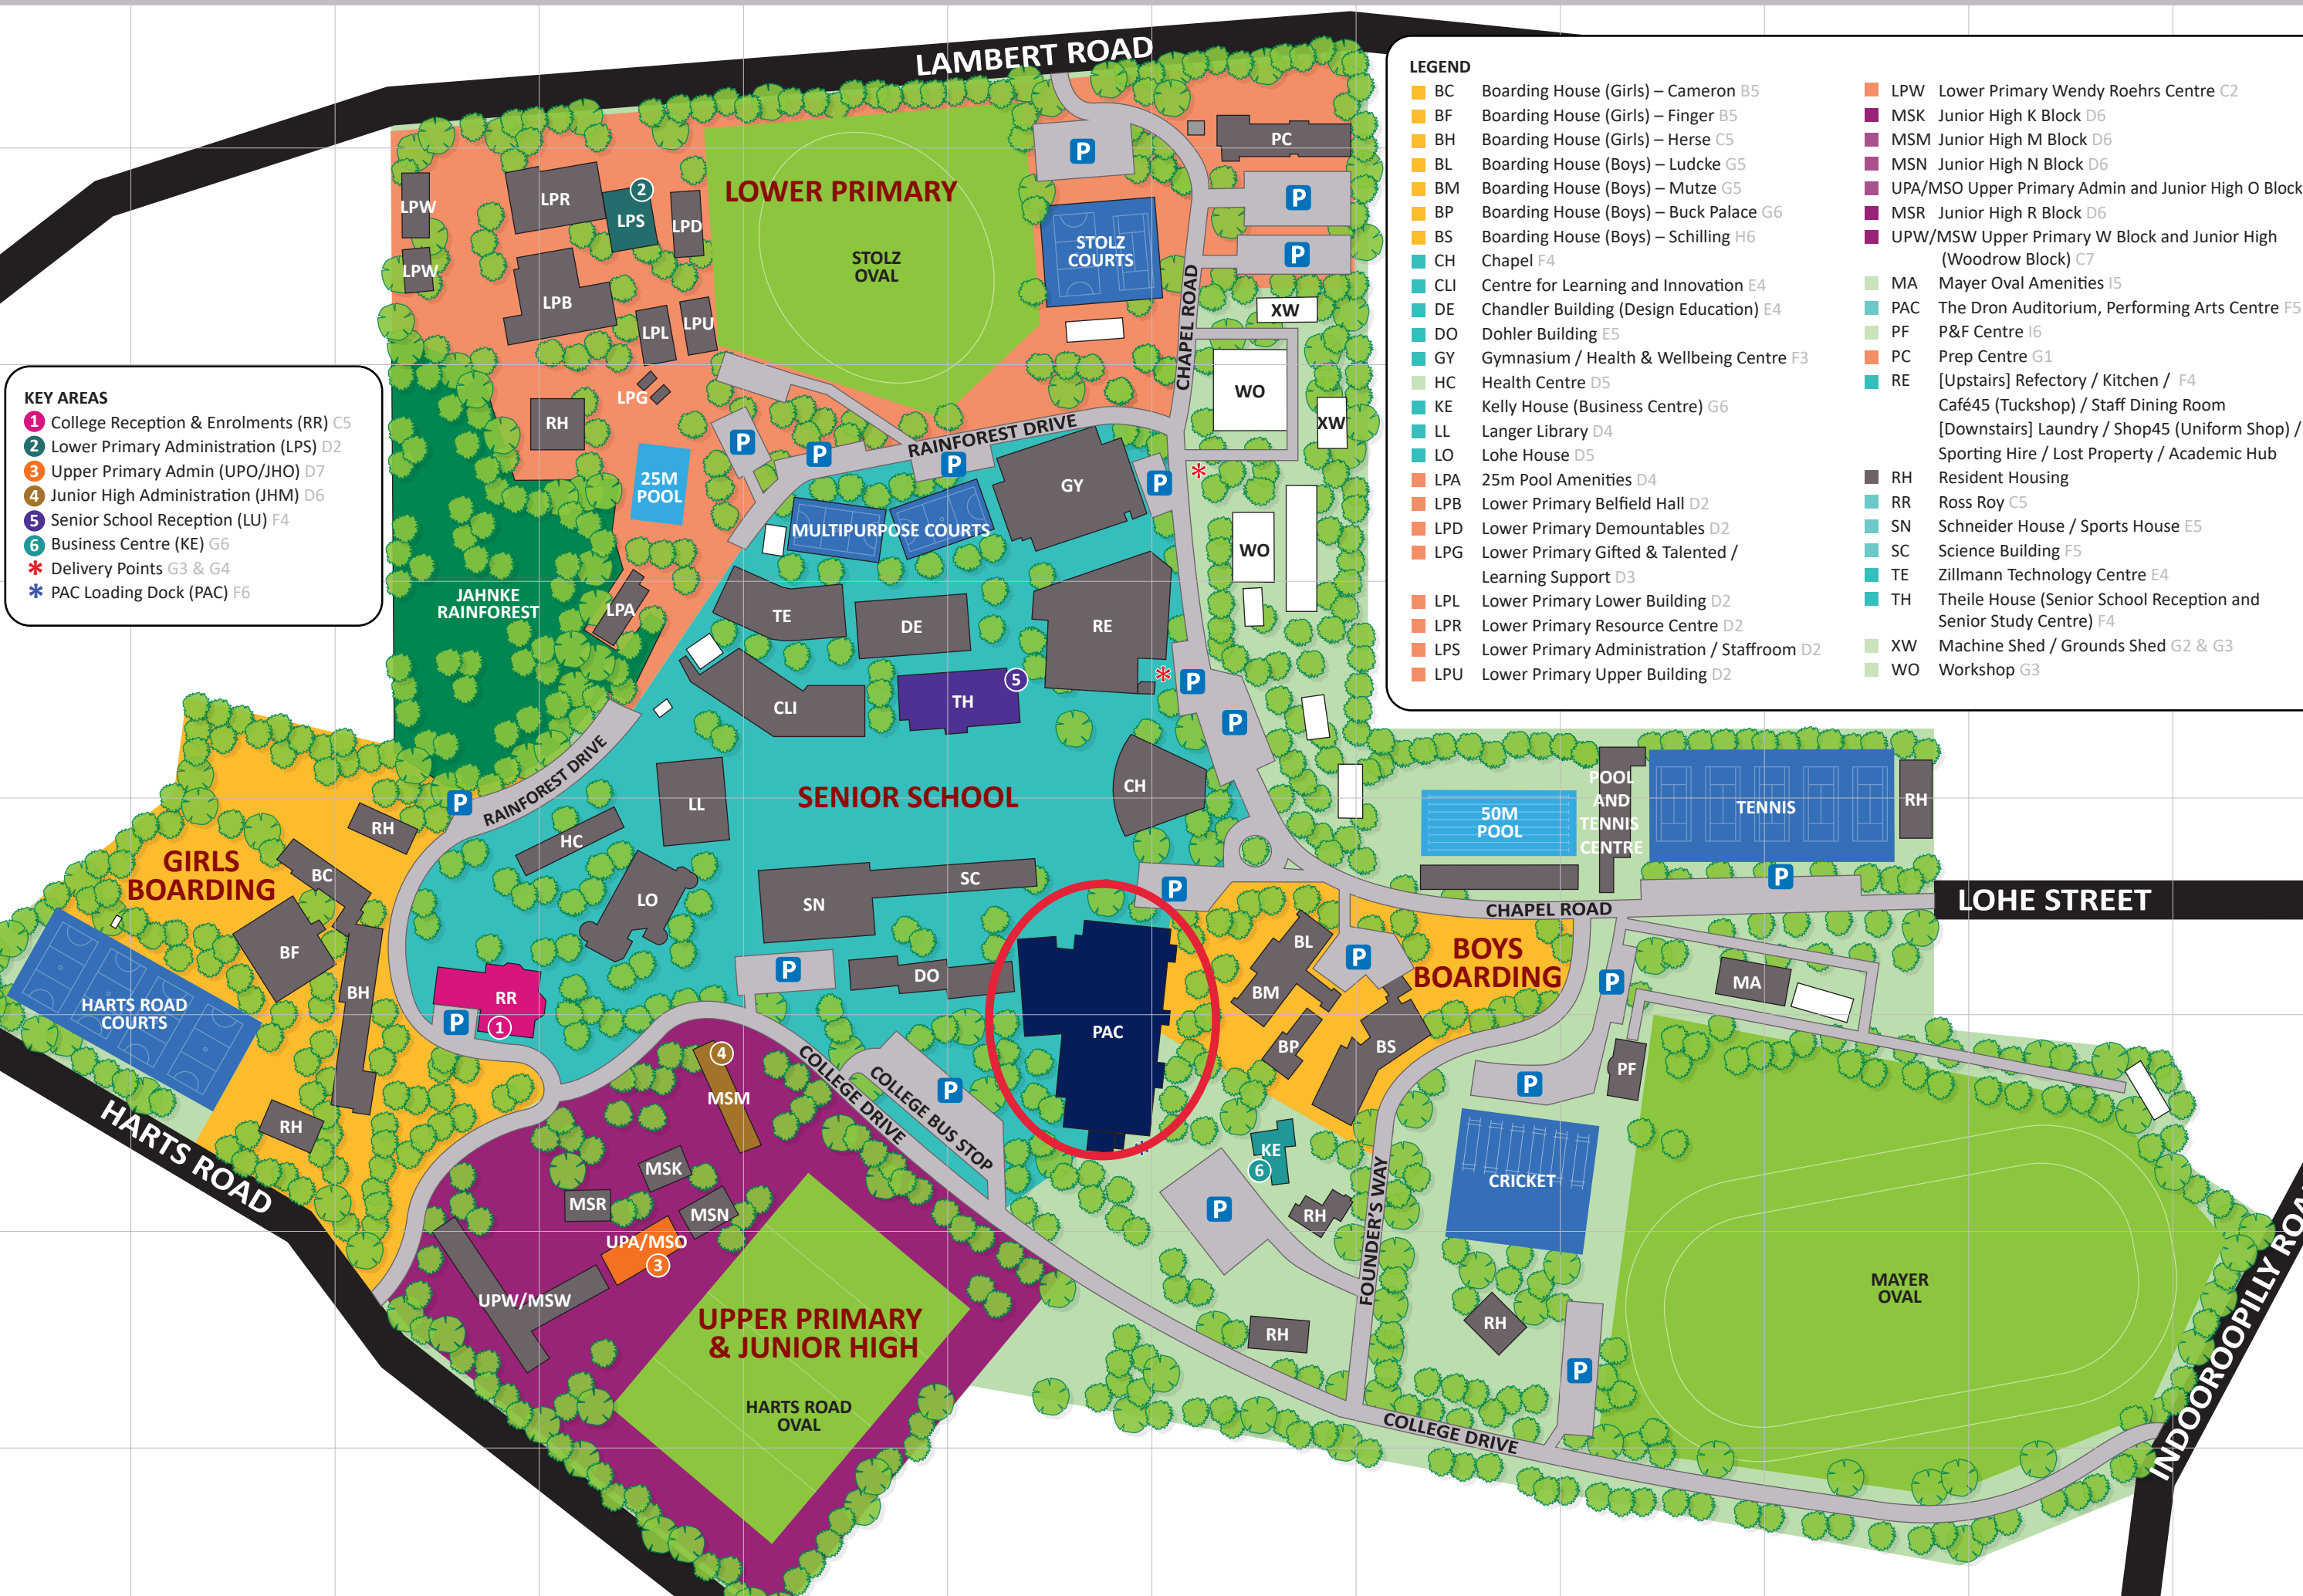 LAMBERT ROAD
LEGEND
BC Boarding House (Girls) – Cameron B5
BF Boarding House (Girls) – Finger B5
BH Boarding House (Girls) – Herse C5
BL Boarding House (Boys) – Ludcke G5
BM Boarding House (Boys) – Mutze G5
BP Boarding House (Boys) – Buck Palace G6
BS Boarding House (Boys) – Schilling H6
CH Chapel F4
CLI Centre for Learning and Innovation E4
DE Chandler Building (Design Education) E4
DO Dohler Building E5
GY Gymnasium / Health & Wellbeing Centre F3
HC Health Centre D5
KE Kelly House (Business Centre) G6
LL Langer Library D4
LO Lohe House D5
LPA 25m Pool Amenities D4
LPB Lower Primary Belfield Hall D2
LPD Lower Primary Demountables D2
LPG Lower Primary Gifted & Talented /
Learning Support D3
LPL Lower Primary Lower Building D2
LPR Lower Primary Resource Centre D2
LPS Lower Primary Administration / Staffroom D2
LPU Lower Primary Upper Building D2
LPW Lower Primary Wendy Roehrs Centre C2
MSK Junior High K Block D6
MSM Junior High M Block D6
MSN Junior High N Block D6
UPA/MSO Upper Primary Admin and Junior High O Block
MSR Junior High R Block D6
UPW/MSW Upper Primary W Block and Junior High
(Woodrow Block) C7
MA Mayer Oval Amenities I5
PAC The Dron Auditorium, Performing Arts Centre F5
PF P&F Centre I6
PC Prep Centre G1
RE [Upstairs] Refectory / Kitchen / F4
Café45 (Tuckshop) / Staff Dining Room
[Downstairs] Laundry / Shop45 (Uniform Shop) /
Sporting Hire / Lost Property / Academic Hub
RH Resident Housing
RR Ross Roy C5
SN Schneider House / Sports House E5
SC Science Building F5
TE Zillmann Technology Centre E4
TH Theile House (Senior School Reception and
Senior Study Centre) F4
XW Machine Shed / Grounds Shed G2 & G3
WO Workshop G3
KEY AREAS
1 College Reception & Enrolments (RR) C5
2 Lower Primary Administration (LPS) D2
3 Upper Primary Admin (UPO/JHO) D7
4 Junior High Administration (JHM) D6
5 Senior School Reception (LU) F4
6 Business Centre (KE) G6
* Delivery Points G3 & G4
* PAC Loading Dock (PAC) F6
PC
P
LPW
LPR
2
LPS
LPD
LOWER PRIMARY
P
STOLZ
COURTS
STOLZ
OVAL
P
LPW
LPB
LPL
LPU
XW
CHAPEL ROAD
WO
XW
LPG
RH
RAINFOREST DRIVE
P
P
P
25M
POOL
GY
P
*
MULTIPURPOSE COURTS
WO
JAHNKE
RAINFOREST
LPA
TE
DE
RE
5
TH
*
P
CLI
P
RAINFOREST DRIVE
P
LL
SENIOR SCHOOL
CH
POOL
AND
TENNIS
CENTRE
50M
POOL
TENNIS
RH
RH
HC
GIRLS
BOARDING
BC
LO
SN
SC
P
P
CHAPEL ROAD
LOHE STREET
BF
BL
BOYS
BOARDING
P
BH
RR
P
DO
BM
P
MA
HARTS ROAD
COURTS
P
1
PAC
BP
BS
4
MSM
COLLEGE DRIVE
COLLEGE BUS STOP
P
PF
P
HARTS ROAD
RH
*
KE
6
MSK
CRICKET
MSR
MSN
P
RH
FOUNDER'S WAY
UPA/MSO
3
UPW/MSW
UPPER PRIMARY
& JUNIOR HIGH
RH
RH
MAYER
OVAL
P
HARTS ROAD
OVAL
COLLEGE DRIVE
INDOOROOPILLY ROA